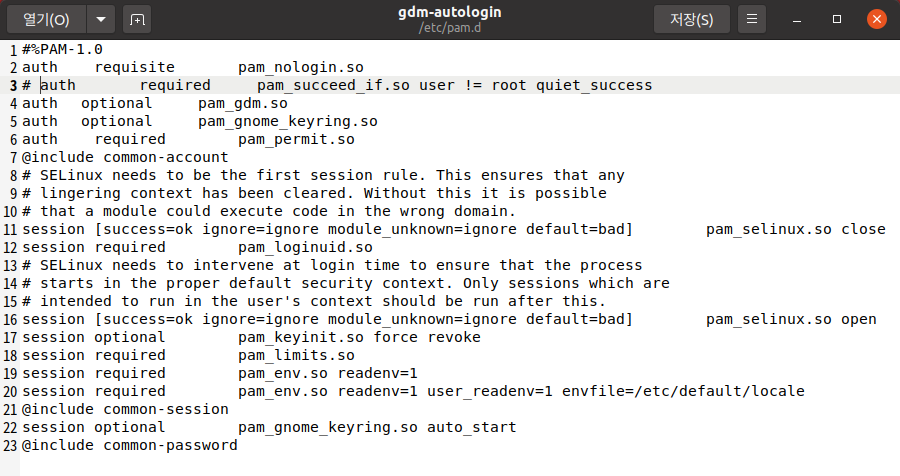 열기(O)
gdm-autologin
/etc/pam.d
저장(S)
1 #%PAM-1.0
2 auth    requisite       pam_nologin.so
3 # auth       required     pam_succeed_if.so user != root quiet_success
4 auth   optional     pam_gdm.so
5 auth   optional     pam_gnome_keyring.so
6 auth    required        pam_permit.so
7 @include common-account
8 # SELinux needs to be the first session rule. This ensures that any
9 # lingering context has been cleared. Without this it is possible
10 # that a module could execute code in the wrong domain.
11 session [success=ok ignore=ignore module_unknown=ignore default=bad]        pam_selinux.so close
12 session required        pam_loginuid.so
13 # SELinux needs to intervene at login time to ensure that the process
14 # starts in the proper default security context. Only sessions which are
15 # intended to run in the user's context should be run after this.
16 session [success=ok ignore=ignore module_unknown=ignore default=bad]        pam_selinux.so open
17 session optional        pam_keyinit.so force revoke
18 session required        pam_limits.so
19 session required        pam_env.so readenv=1
20 session required        pam_env.so readenv=1 user_readenv=1 envfile=/etc/default/locale
21 @include common-session
22 session optional        pam_gnome_keyring.so auto_start
23 @include common-password